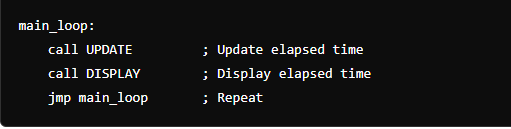 main_loop:
    call UPDATE         ; Update elapsed time
    call DISPLAY        ; Display elapsed time
    jmp main_loop       ; Repeat